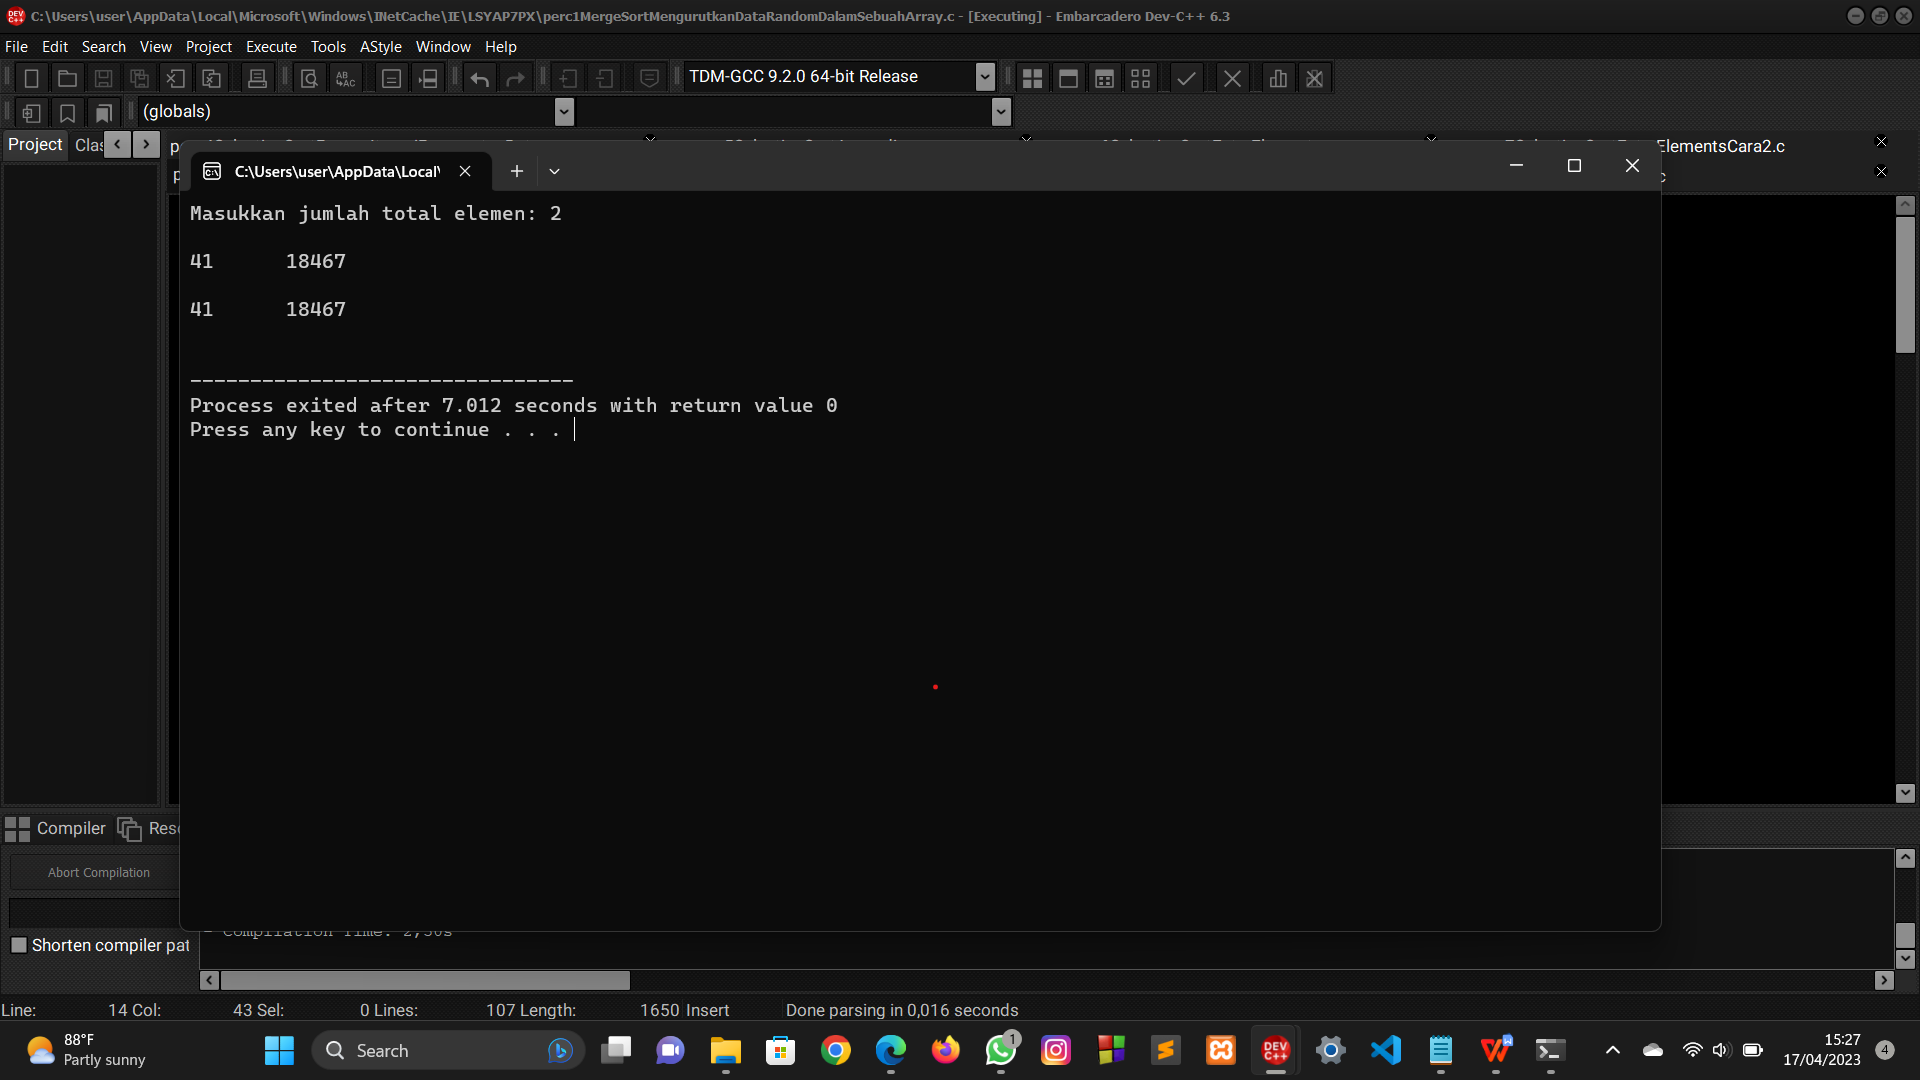 C:\Users\user\AppData\Local\Microsoft\Windows\INetCache\IE\LSYAP7PX\perc1MergeSortMengurutkanDataRandomDalamSebuahArray.c - [Executing] - Embarcadero Dev-C++ 6.3
File Edit Search View Project Execute Tools AStyle Window Help
TDM-GCC 9.2.0 64-bit Release
(globals)
Project Clas
ElementsCara2.c
C:\Users\user\AppData\Local\
Masukkan jumlah total elemen: 2
41 18467
41 18467
--------------------------------
Process exited after 7.012 seconds with return value 0
Press any key to continue . . .
Compiler Reso
Abort Compilation
Shorten compiler pat
- Compilation Time: 2,50s
Line: 14 Col: 43 Sel: 0 Lines: 107 Length: 1650 Insert Done parsing in 0,016 seconds
88°F
Partly sunny
Search
1
DEV C++
15:27
17/04/2023
4